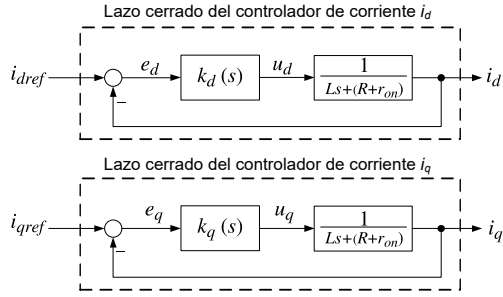 Lazo cerrado del controlador de corriente i_d
i_dref e_d k_d (s) u_d 1 i_d
Ls+(R+r_on)
−
Lazo cerrado del controlador de corriente i_q
i_qref e_q k_q (s) u_q 1 i_q
Ls+(R+r_on)
−